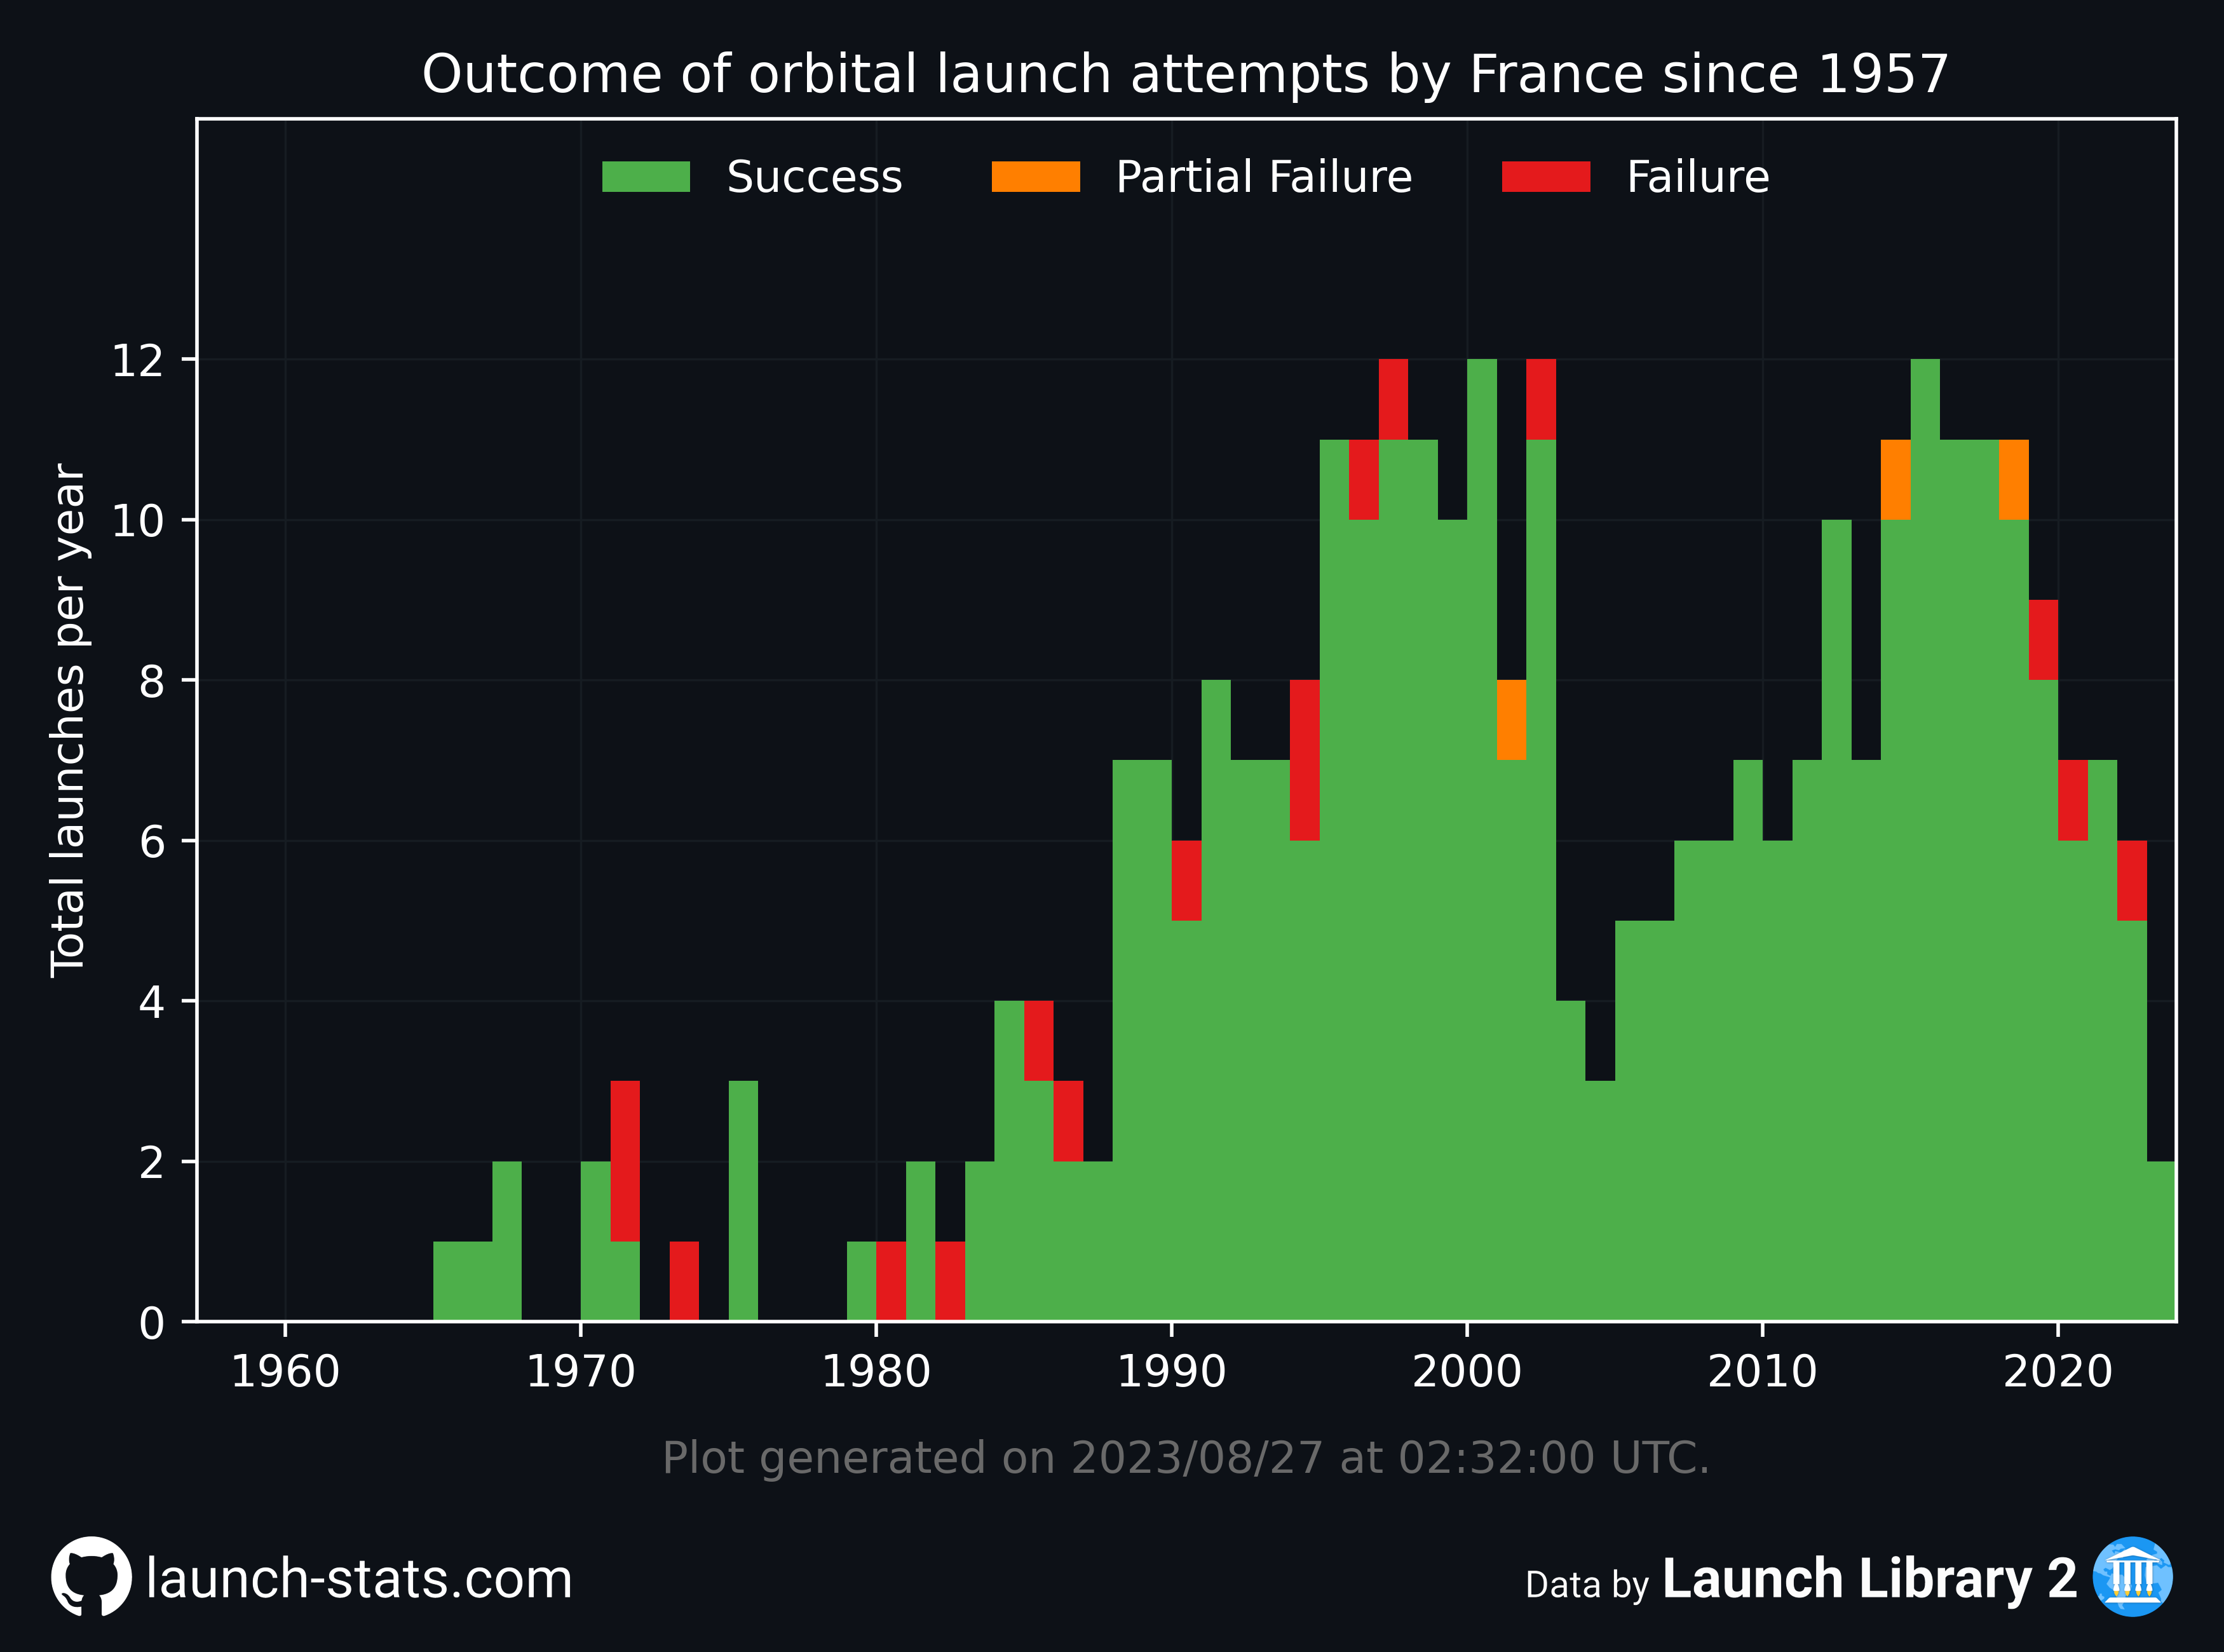 Outcome of orbital launch attempts by France since 1957
Success Partial Failure Failure
Total launches per year
12
10
8
6
4
2
0
1960 1970 1980 1990 2000 2010 2020
Plot generated on 2023/08/27 at 02:32:00 UTC.
launch-stats.com
Data by Launch Library 2